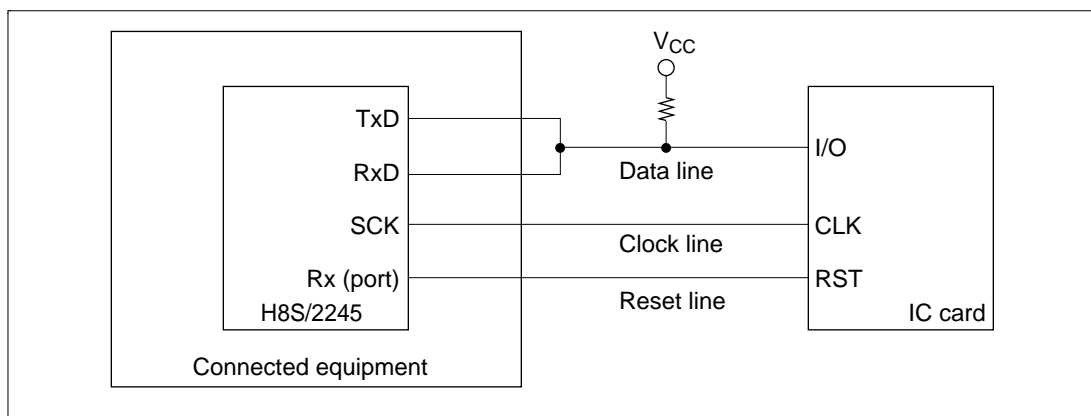 VCC
TxD
RxD
SCK
Rx (port)
H8S/2245
Connected equipment
Data line
Clock line
Reset line
I/O
CLK
RST
IC card